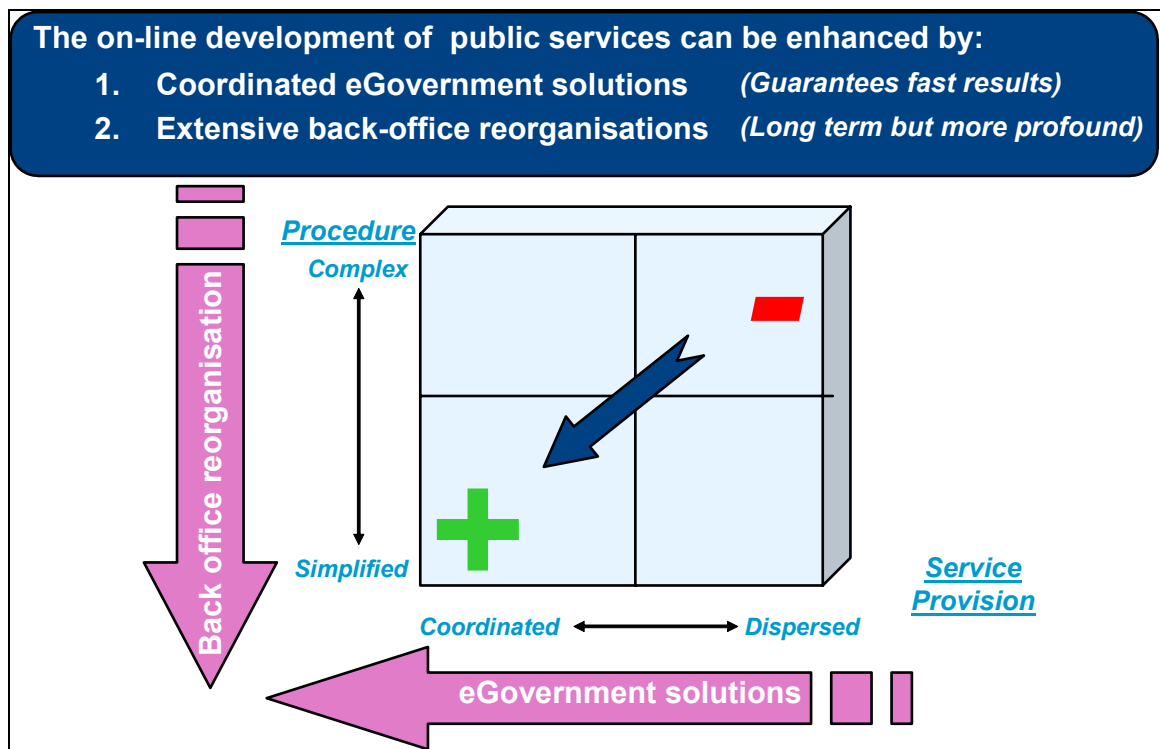 The on-line development of public services can be enhanced by:
1. Coordinated eGovernment solutions (Guarantees fast results)
2. Extensive back-office reorganisations (Long term but more profound)
Procedure
Complex
Back office reorganisation
Simplified
Service
Provision
Coordinated
Dispersed
eGovernment solutions